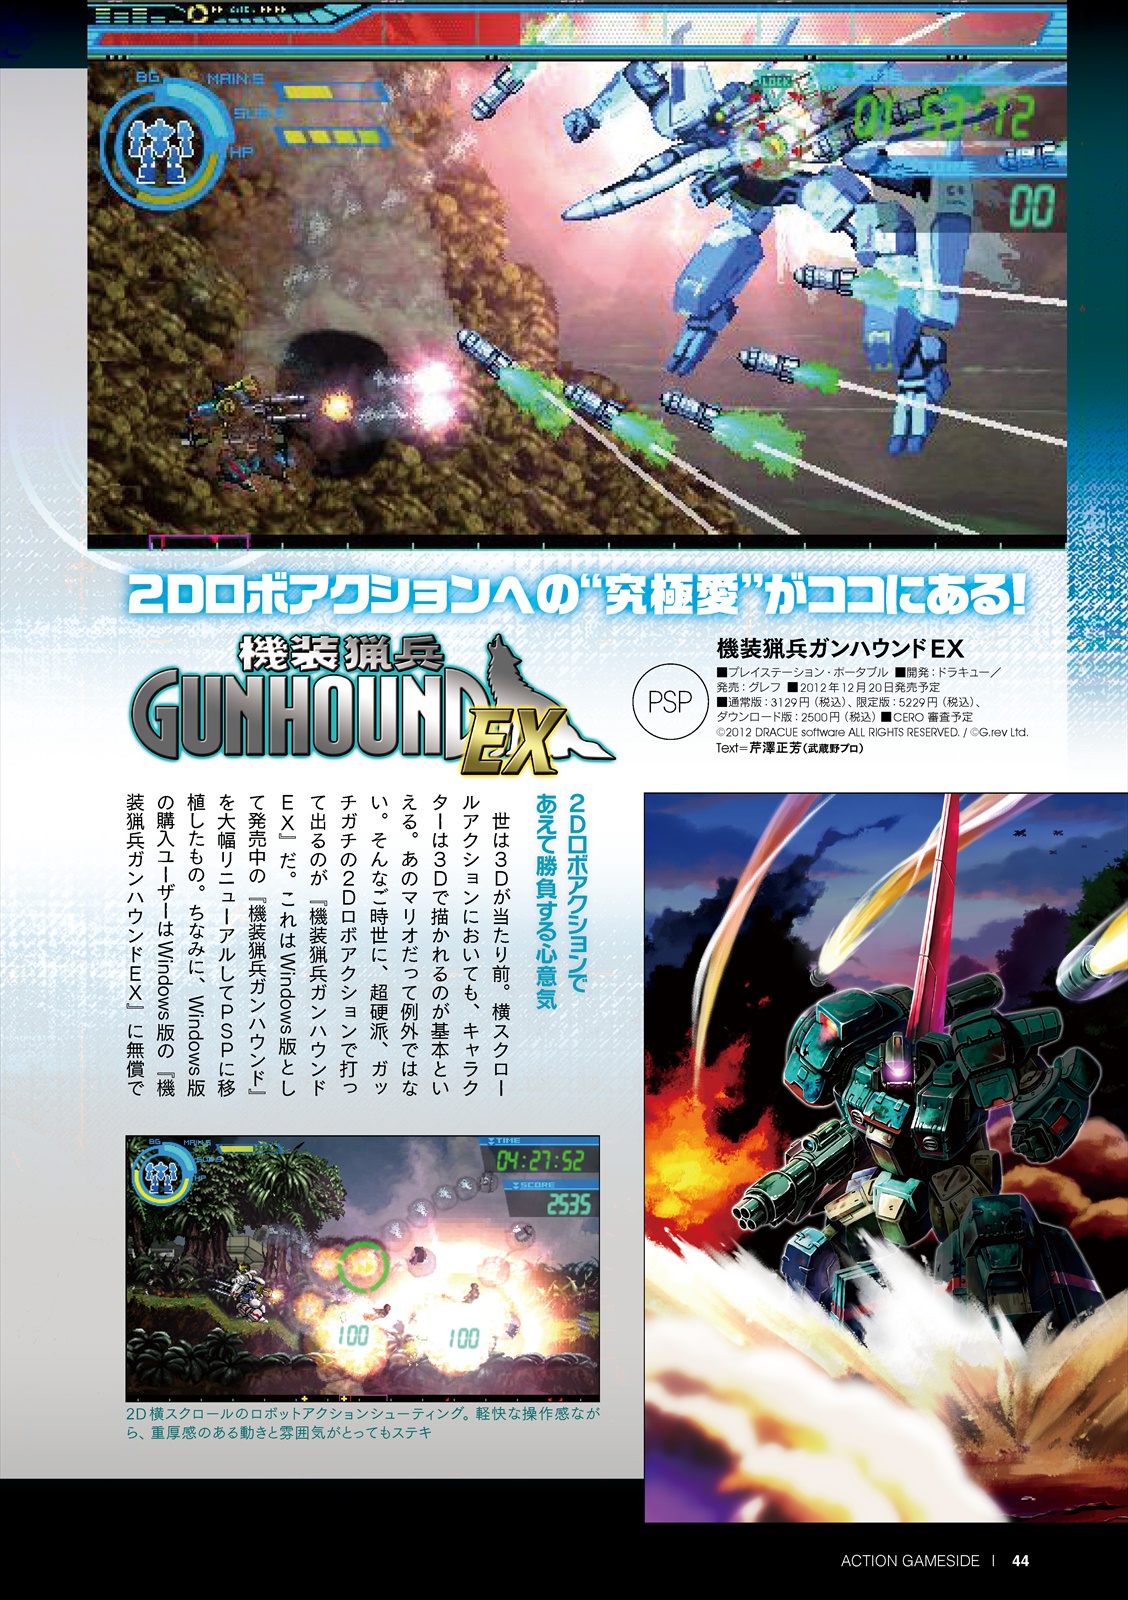 BG
MAIN S
SUB S
HP
LOCK
01:53:12
00
2Dロボアクションへの“究極愛”がココにある!
機装猟兵
GUNHOUND
EX
PSP
機装猟兵ガンハウンドEX
■プレイステーション・ポータブル ■開発：ドラキュー／
発売：グレフ ■2012年12月20日発売予定
■通常版：3129円（税込）、限定版：5229円（税込）、
ダウンロード版：2500円（税込）■CERO 審査予定
©2012 DRACUE software ALL RIGHTS RESERVED. / ©G.rev Ltd.
Text=芹澤正芳（武蔵野プロ）
2Dロボアクションで
あえて勝負する心意気
世は3Dが当たり前。横スクロー
ルアクションにおいても、キャラク
ターは3Dで描かれるのが基本とい
える。あのマリオだって例外ではな
い。そんなご時世に、超硬派、ガッ
チガチの2Dロボアクションで打っ
て出るのが『機装猟兵ガンハウンド
EX』だ。これはWindows版とし
て発売中の『機装猟兵ガンハウンド』
を大幅リニューアルしてPSPに移
植したもの。ちなみに、Windows版
の購入ユーザーはWindows版の『機
装猟兵ガンハウンドEX』に無償で
BG
MAIN S
SUB S
HP
TIME
04:27:52
SCORE
2535
100
100
2D横スクロールのロボットアクションシューティング。軽快な操作感なが
ら、重厚感のある動きと雰囲気がとってもステキ
ACTION GAMESIDE | 44